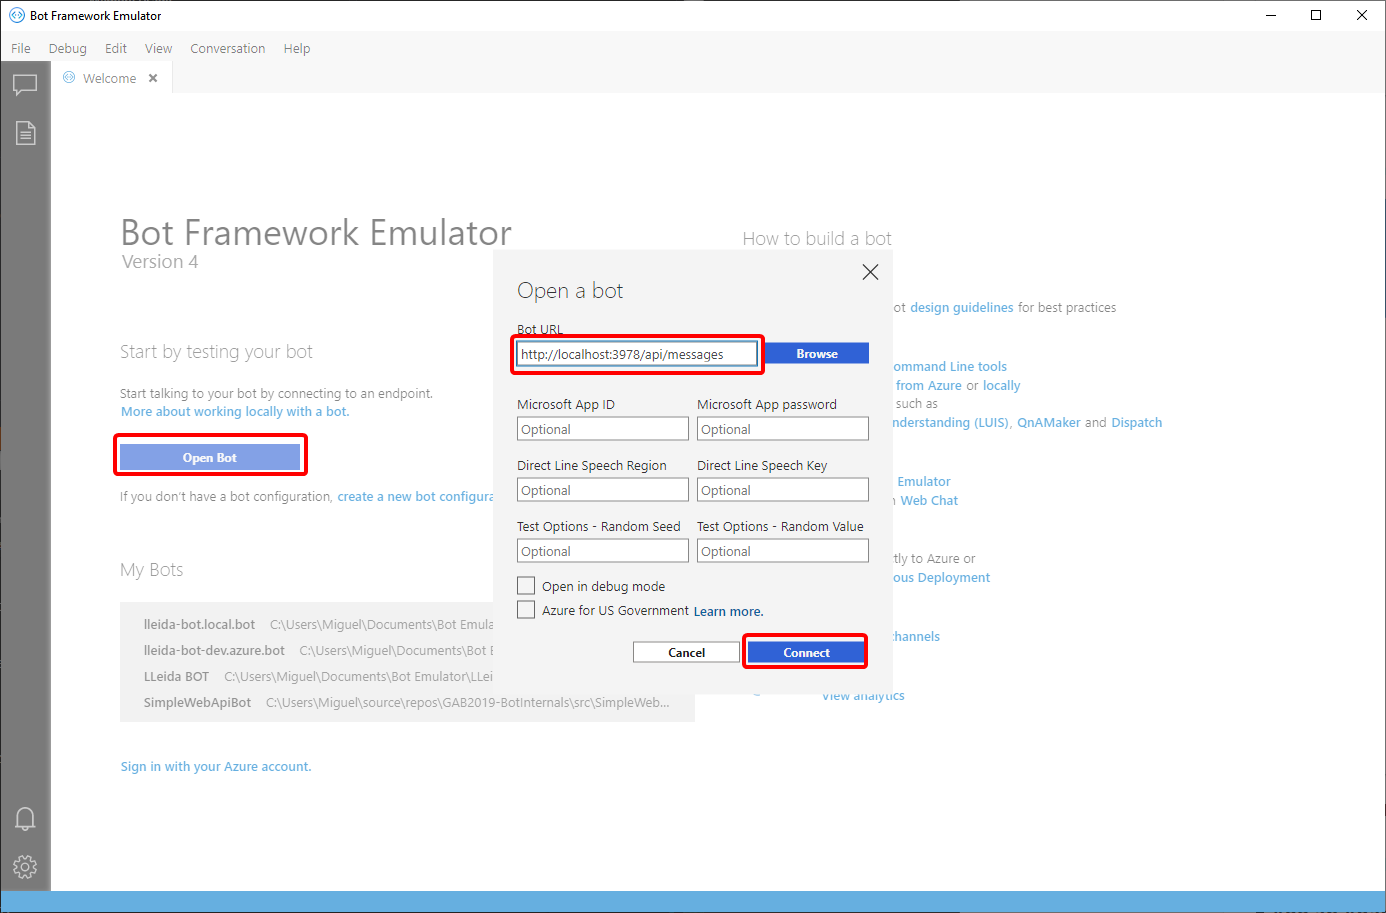 Bot Framework Emulator
File Debug Edit View Conversation Help
Welcome
Bot Framework Emulator
Version 4
Start by testing your bot
Start talking to your bot by connecting to an endpoint.
More about working locally with a bot.
Open Bot
If you don't have a bot configuration, create a new bot configura
My Bots
lleida-bot.local.bot C:\Users\Miguel\Documents\Bot Emula
lleida-bot-dev.azure.bot C:\Users\Miguel\Documents\Bot E
LLeida BOT C:\Users\Miguel\Documents\Bot Emulator\LLei
SimpleWebApiBot C:\Users\Miguel\source\repos\GAB2019-BotInternals\src\SimpleWeb...
Sign in with your Azure account.
Open a bot
Bot URL
http://localhost:3978/api/messages
Browse
Microsoft App ID Microsoft App password
Optional Optional
Direct Line Speech Region Direct Line Speech Key
Optional Optional
Test Options - Random Seed Test Options - Random Value
Optional Optional
Open in debug mode
Azure for US Government Learn more.
Cancel Connect
How to build a bot
ot design guidelines for best practices
ommand Line tools
from Azure or locally
such as
nderstanding (LUIS), QnAMaker and Dispatch
Emulator
Web Chat
tly to Azure or
ous Deployment
hannels
View analytics